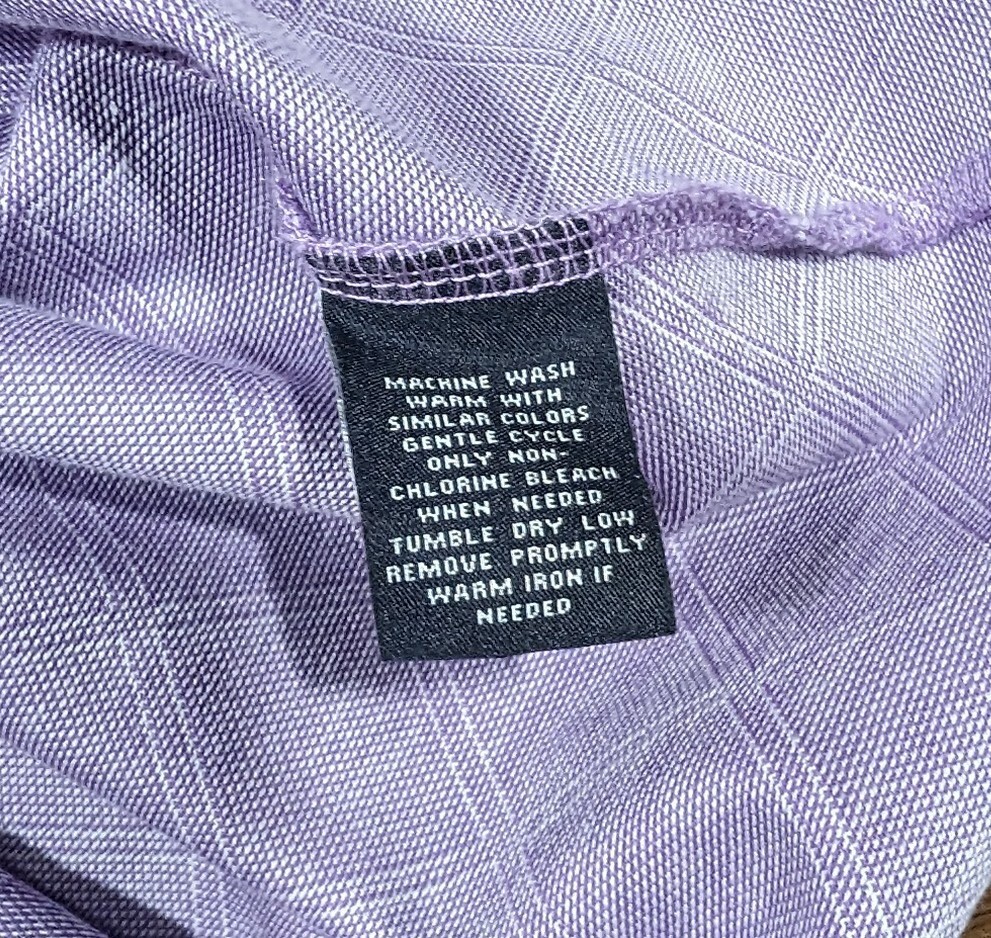 MACHINE WASH
WARM WITH
SIMILAR COLORS
GENTLE CYCLE
ONLY NON-
CHLORINE BLEACH
WHEN NEEDED
TUMBLE DRY LOW
REMOVE PROMPTLY
WARM IRON IF
NEEDED